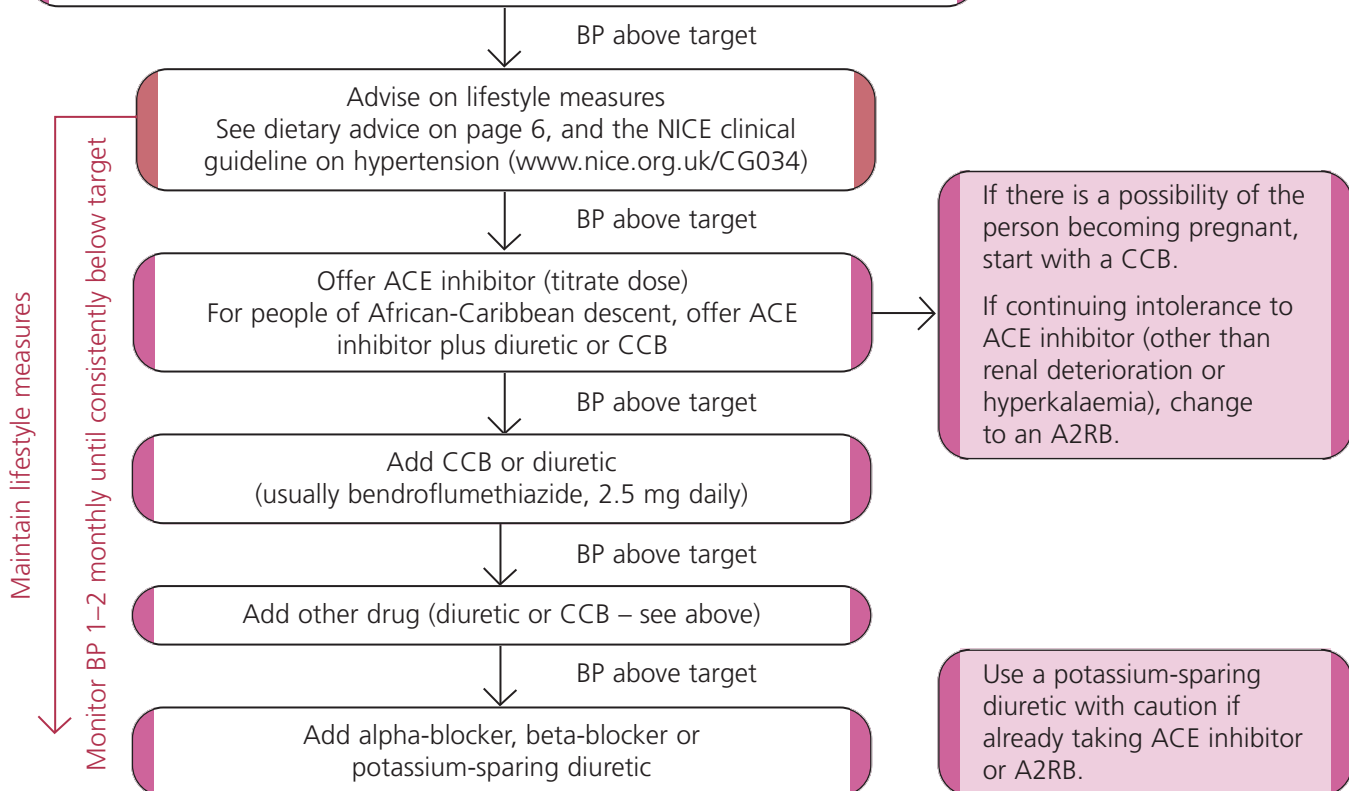 BP above target
Advise on lifestyle measures
See dietary advice on page 6, and the NICE clinical
guideline on hypertension (www.nice.org.uk/CG034)
BP above target
Offer ACE inhibitor (titrate dose)
For people of African-Caribbean descent, offer ACE
inhibitor plus diuretic or CCB
If there is a possibility of the
person becoming pregnant,
start with a CCB.
If continuing intolerance to
ACE inhibitor (other than
renal deterioration or
hyperkalaemia), change
to an A2RB.
BP above target
Add CCB or diuretic
(usually bendroflumethiazide, 2.5 mg daily)
BP above target
Add other drug (diuretic or CCB – see above)
BP above target
Add alpha-blocker, beta-blocker or
potassium-sparing diuretic
Use a potassium-sparing
diuretic with caution if
already taking ACE inhibitor
or A2RB.
Maintain lifestyle measures
Monitor BP 1–2 monthly until consistently below target